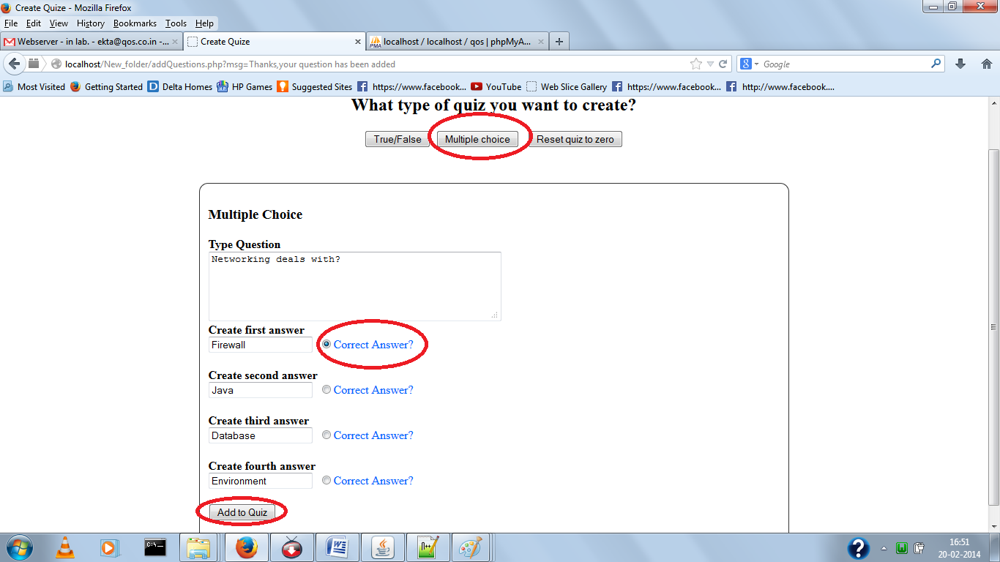 Create Quize - Mozilla Firefox
File Edit View History Bookmarks Tools Help
Webserver - in lab. - ekta@qos.co.in -... × Create Quize × PMA localhost / localhost / qos | phpMyA... × +
localhost/New_folder/addQuestions.php?msg=Thanks,your question has been added 8 Google
Most Visited Getting Started D Delta Homes HP Games Suggested Sites f https://www.facebook... YouTube Web Slice Gallery f https://www.facebook... f http://www.facebook....
What type of quiz you want to create?
True/False Multiple choice Reset quiz to zero
Multiple Choice
Type Question
Networking deals with?
Create first answer
Firewall Correct Answer?
Create second answer
Java Correct Answer?
Create third answer
Database Correct Answer?
Create fourth answer
Environment Correct Answer?
Add to Quiz
C:\_ W ? W 16:51
20-02-2014